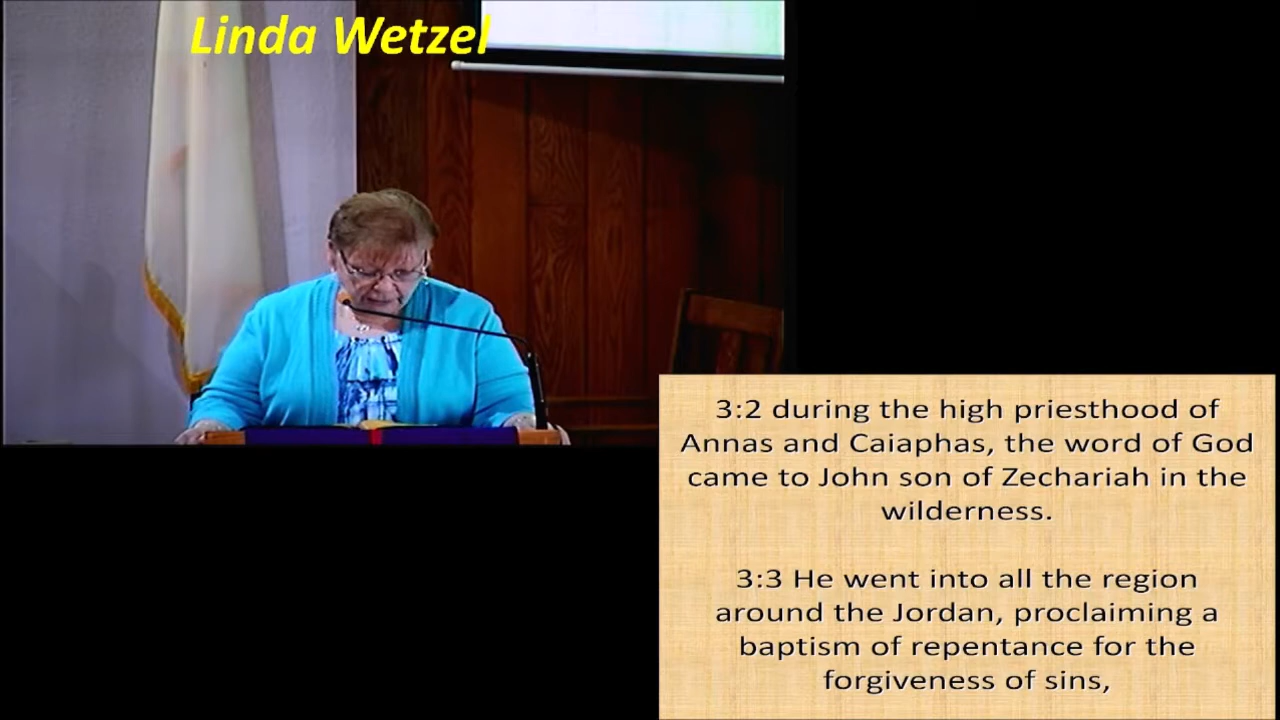 Linda Wetzel
3:2 during the high priesthood of
Annas and Caiaphas, the word of God
came to John son of Zechariah in the
wilderness.
3:3 He went into all the region
around the Jordan, proclaiming a
baptism of repentance for the
forgiveness of sins,